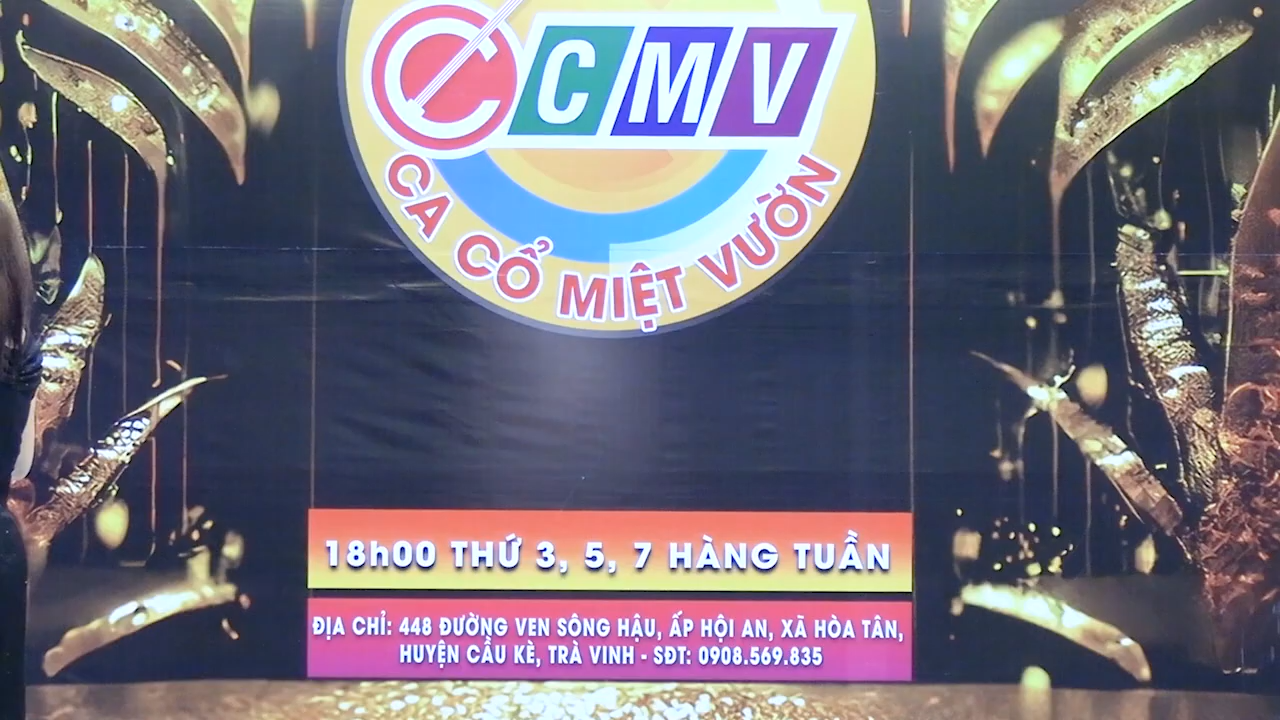 CCMV
CA CỔ MIỆT VƯỜN
18h00 THỨ 3, 5, 7 HÀNG TUẦN
ĐỊA CHỈ: 448 ĐƯỜNG VEN SÔNG HẬU, ẤP HỘI AN, XÃ HÒA TÂN,
HUYỆN CẦU KÈ, TRÀ VINH - SĐT: 0908.569.835